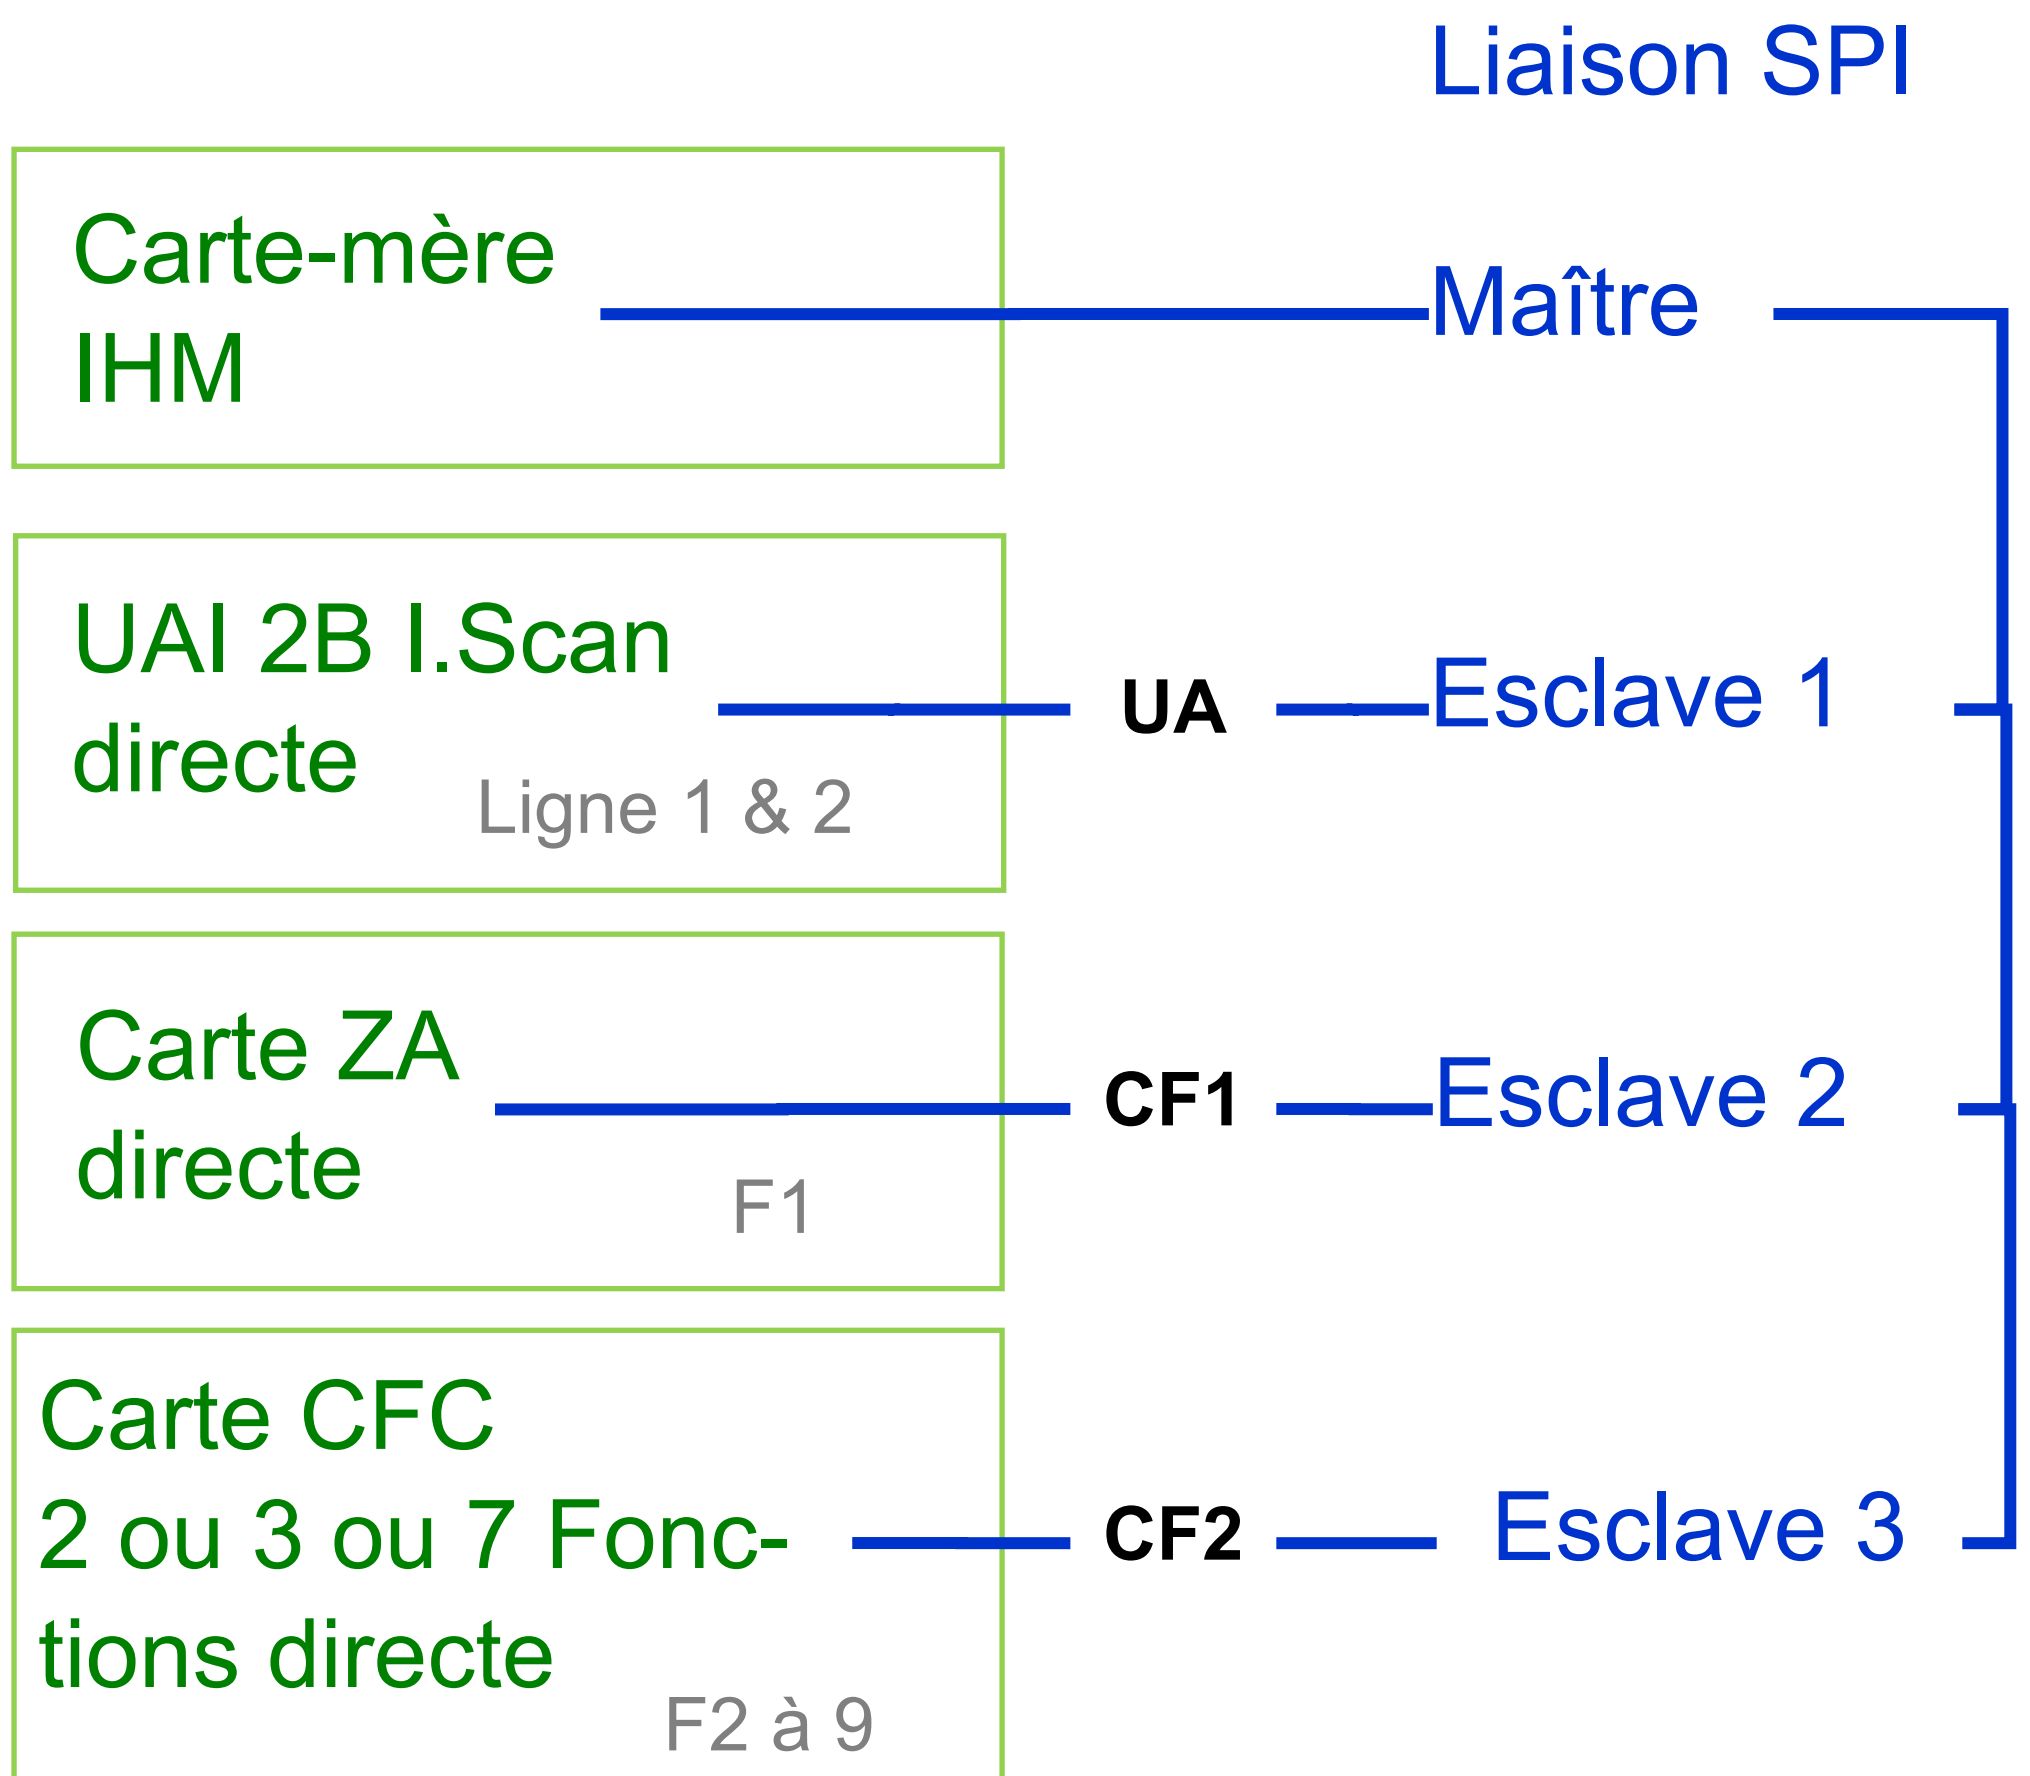 Liaison SPI
Carte-mère
IHM
Maître
UAI 2B I.Scan
directe
Ligne 1 & 2
UA
Esclave 1
Carte ZA
directe
F1
CF1
Esclave 2
Carte CFC
2 ou 3 ou 7 Fonc-
tions directe
F2 à 9
CF2
Esclave 3